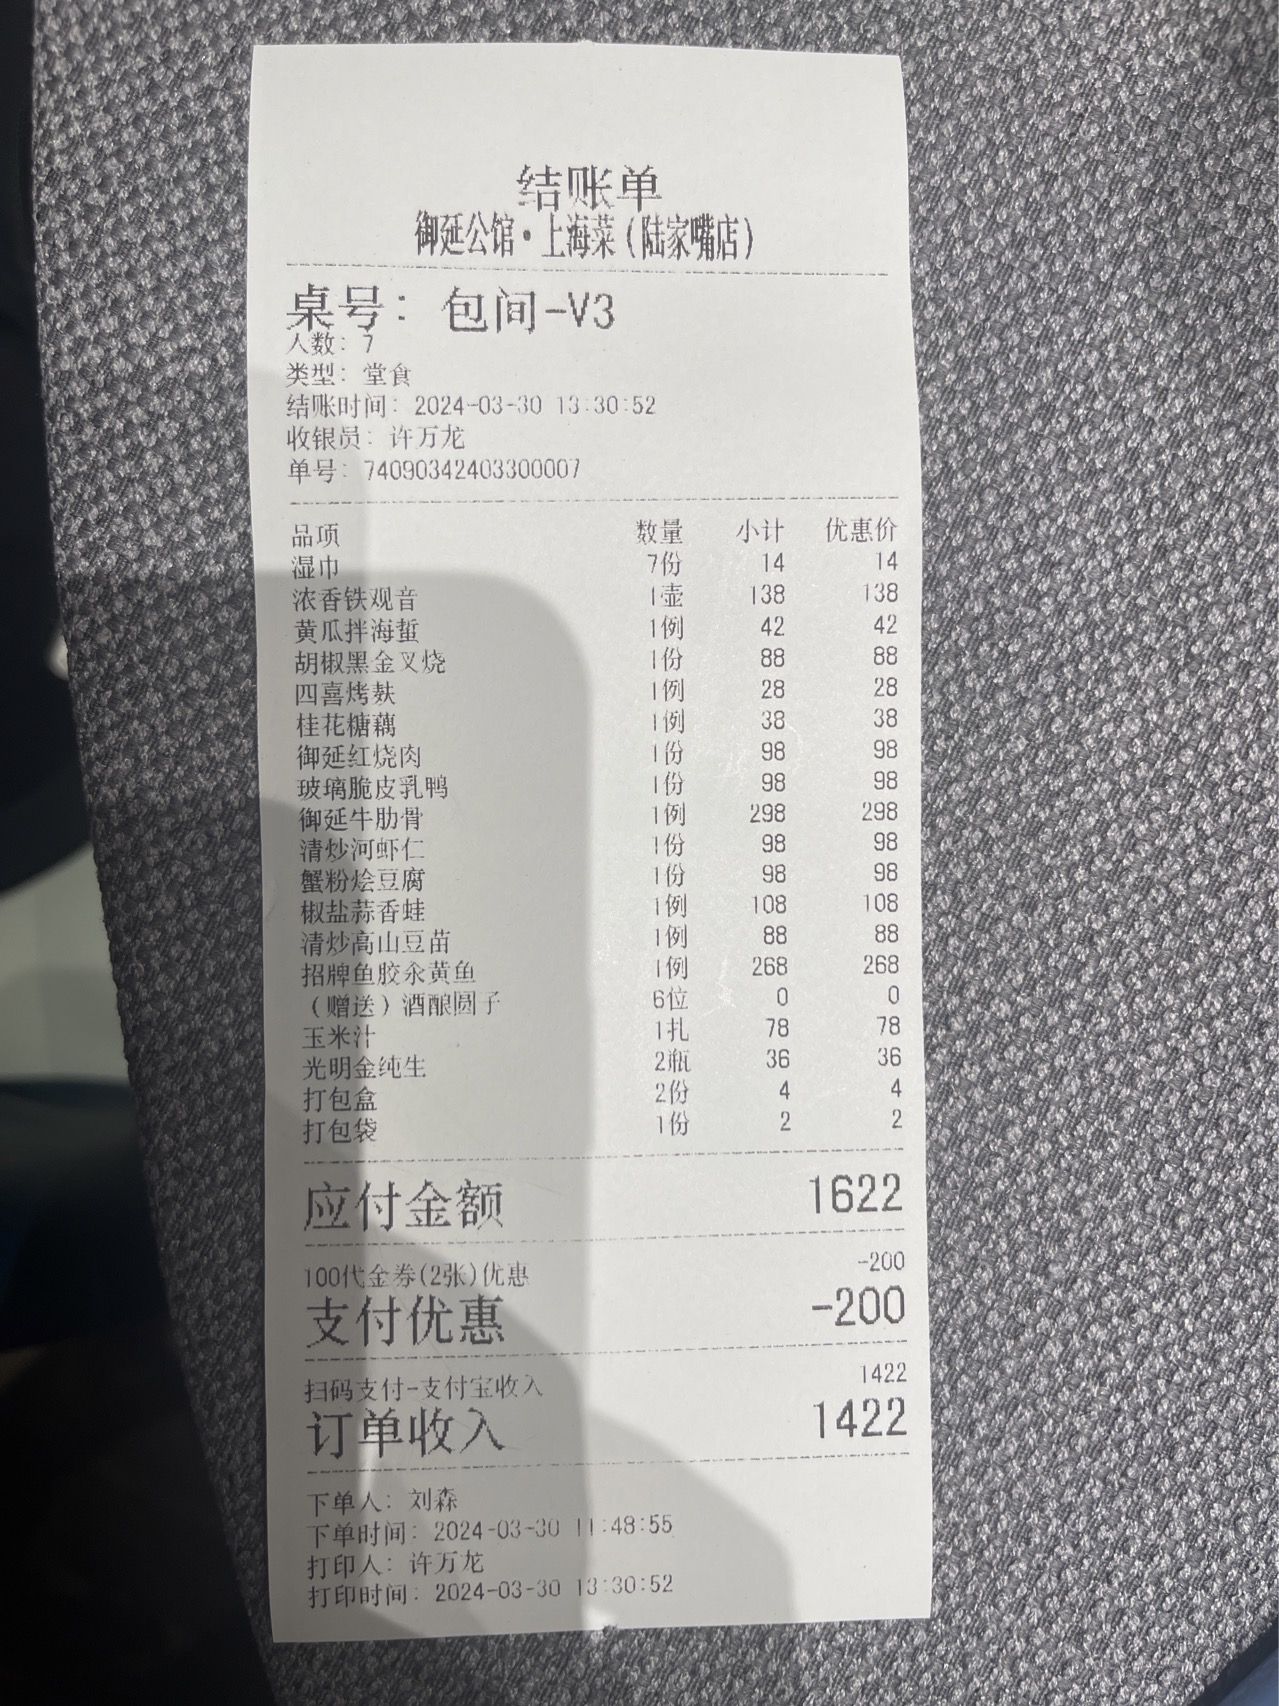 结账单
御延公馆·上海菜(陆家嘴店)
桌号: 包间-V3
人数: 7
类型: 堂食
结账时间: 2024-03-30 13:30:52
收银员: 许万龙
单号: 74090342403300007
品项 数量 小计 优惠价
湿巾 7份 14 14
浓香铁观音 1壶 138 138
黄瓜拌海蜇 1例 42 42
胡椒黑金叉烧 1份 88 88
四喜烤麸 1例 28 28
桂花糖藕 1例 38 38
御延红烧肉 1份 98 98
玻璃脆皮乳鸭 1份 98 98
御延牛肋骨 1例 298 298
清炒河虾仁 1份 98 98
蟹粉烩豆腐 1份 98 98
椒盐蒜香蛙 1例 108 108
清炒高山豆苗 1例 88 88
招牌鱼胶汆黄鱼 1例 268 268
(赠送)酒酿圆子 6位 0 0
玉米汁 1扎 78 78
光明金纯生 2瓶 36 36
打包盒 2份 4 4
打包袋 1份 2 2
应付金额 1622
100代金券(2张)优惠 -200
支付优惠 -200
扫码支付-支付宝收入 1422
订单收入 1422
下单人: 刘森
下单时间: 2024-03-30 11:48:55
打印人: 许万龙
打印时间: 2024-03-30 13:30:52